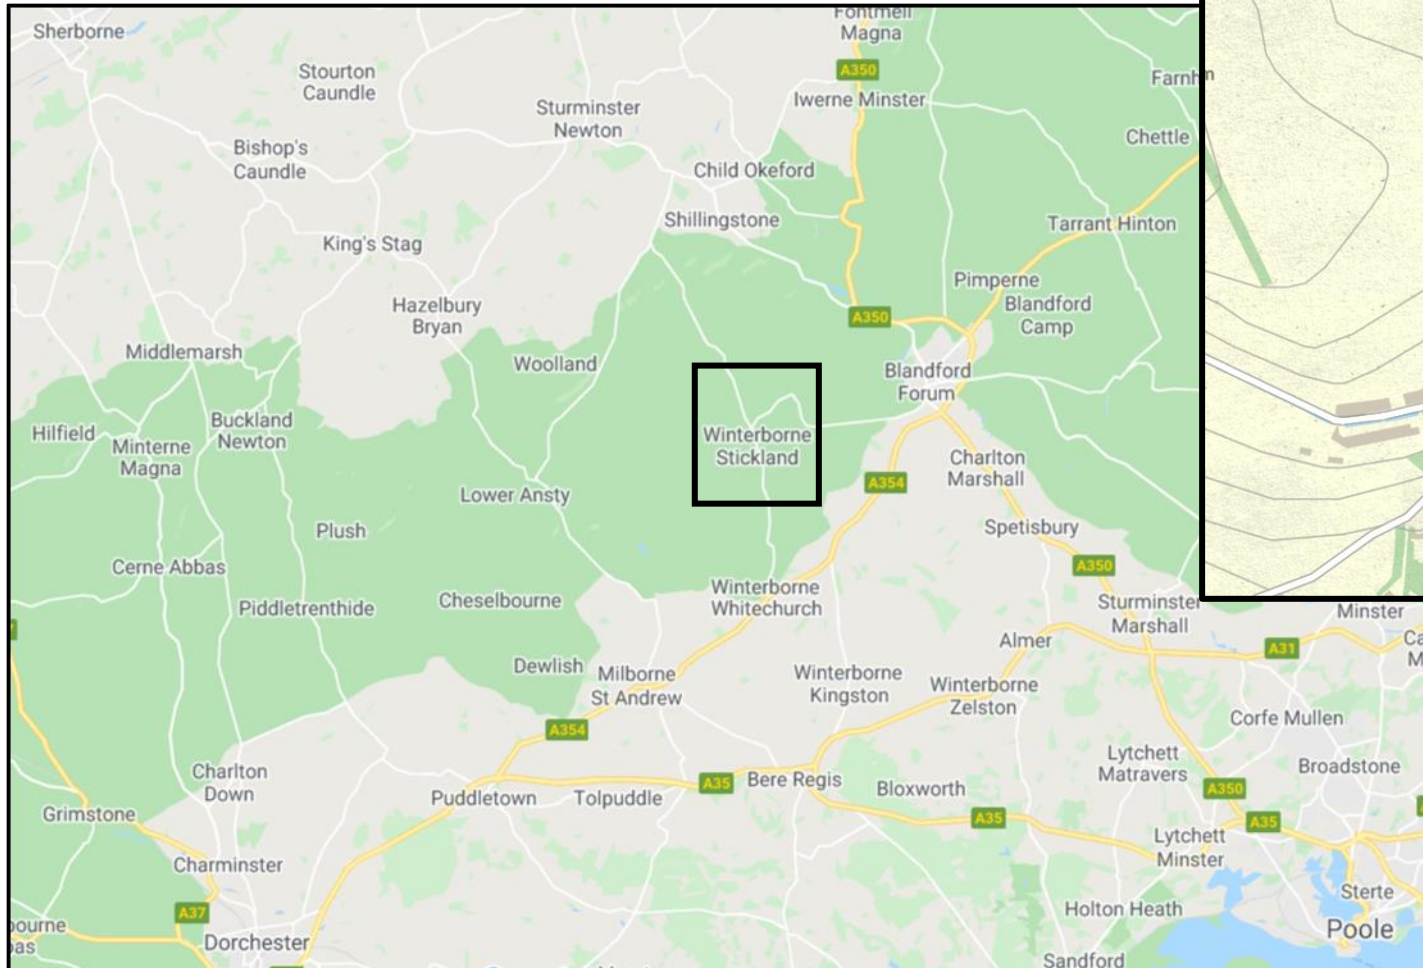 Sherborne
Fontmell
Magna
Stourton
Caundle
A350
Farnh
Iwerne Minster
Sturminster
Newton
Chettle
Bishop's
Caundle
Child Okeford
Shillingstone
Tarrant Hinton
King's Stag
Pimperne
Blandford
Camp
Hazelbury
Bryan
A350
Middlemarsh
Woolland
Blandford
Forum
Buckland
Newton
Hilfield
Minterne
Magna
Winterborne
Stickland
Charlton
Marshall
A354
Lower Ansty
Plush
Spetisbury
Cerne Abbas
A350
Winterborne
Whitechurch
Piddletrenthide
Cheselbourne
Sturminster
Marshall
Minster
Almer
A31
Ca
M
Dewlish
Milborne
St Andrew
Winterborne
Kingston
Winterborne
Zelston
Corfe Mullen
A354
Lytchett
Matravers
Broadstone
Charlton
Down
A35
Bere Regis
Bloxworth
A350
Puddletown
Tolpuddle
Grimstone
A35
A35
Lytchett
Minster
Charminster
Sterte
A37
Holton Heath
Poole
bourne
as
Dorchester
Sandford